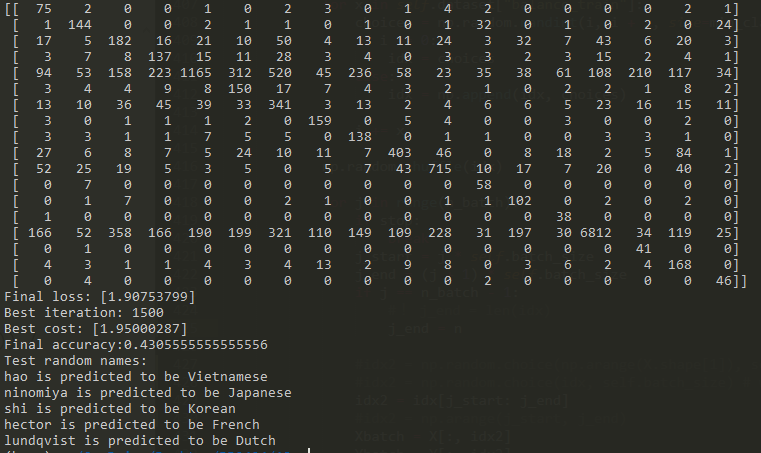 [[ 75 2 0 0 1 0 2 3 0 1 4 2 0 0 0 0 2 1]
[ 1 144 0 0 2 1 1 0 1 0 1 32 0 1 0 2 0 24]
[ 17 5 182 16 21 10 50 4 13 11 24 3 32 7 43 6 20 3]
[ 3 7 8 137 15 11 28 3 4 0 3 3 2 3 15 2 4 1]
[ 94 53 158 223 1165 312 520 45 236 58 23 35 38 61 108 210 117 34]
[ 3 4 4 9 8 150 17 7 4 3 2 1 0 2 2 1 8 2]
[ 13 10 36 45 39 33 341 3 13 2 4 6 6 5 23 16 15 11]
[ 3 0 1 1 1 2 0 159 0 5 4 0 0 3 0 0 2 0]
[ 3 3 1 1 7 5 5 0 138 0 1 1 0 0 3 3 1 0]
[ 27 6 8 7 5 24 10 11 7 403 46 0 8 18 2 5 84 1]
[ 52 25 19 5 3 5 0 5 7 43 715 10 17 7 20 0 40 2]
[ 0 7 0 0 0 0 0 0 0 0 0 58 0 0 0 0 0 0]
[ 0 1 7 0 0 0 2 1 0 0 1 1 102 0 2 0 2 0]
[ 1 0 0 0 0 0 0 0 0 0 0 0 0 38 0 0 0 0]
[ 166 52 358 166 190 199 321 110 149 109 228 31 197 30 6812 34 119 25]
[ 0 1 0 0 0 0 0 0 0 0 0 0 0 0 0 41 0 0]
[ 4 3 1 1 4 3 4 13 2 9 8 0 3 6 2 4 168 0]
[ 0 4 0 0 0 0 0 0 0 0 0 2 0 0 0 0 0 46]]
Final loss: [1.90753799]
Best iteration: 1500
Best cost: [1.95000287]
Final accuracy:0.4305555555555556
Test random names:
hao is predicted to be Vietnamese
ninomiya is predicted to be Japanese
shi is predicted to be Korean
hector is predicted to be French
lundqvist is predicted to be Dutch